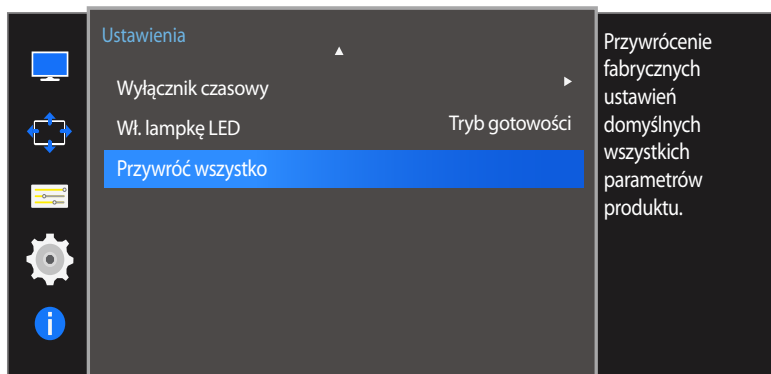 Ustawienia
Wyłącznik czasowy
Wł. lampkę LED Tryb gotowości
Przywróć wszystko
Przywrócenie
fabrycznych
ustawień
domyślnych
wszystkich
parametrów
produktu.